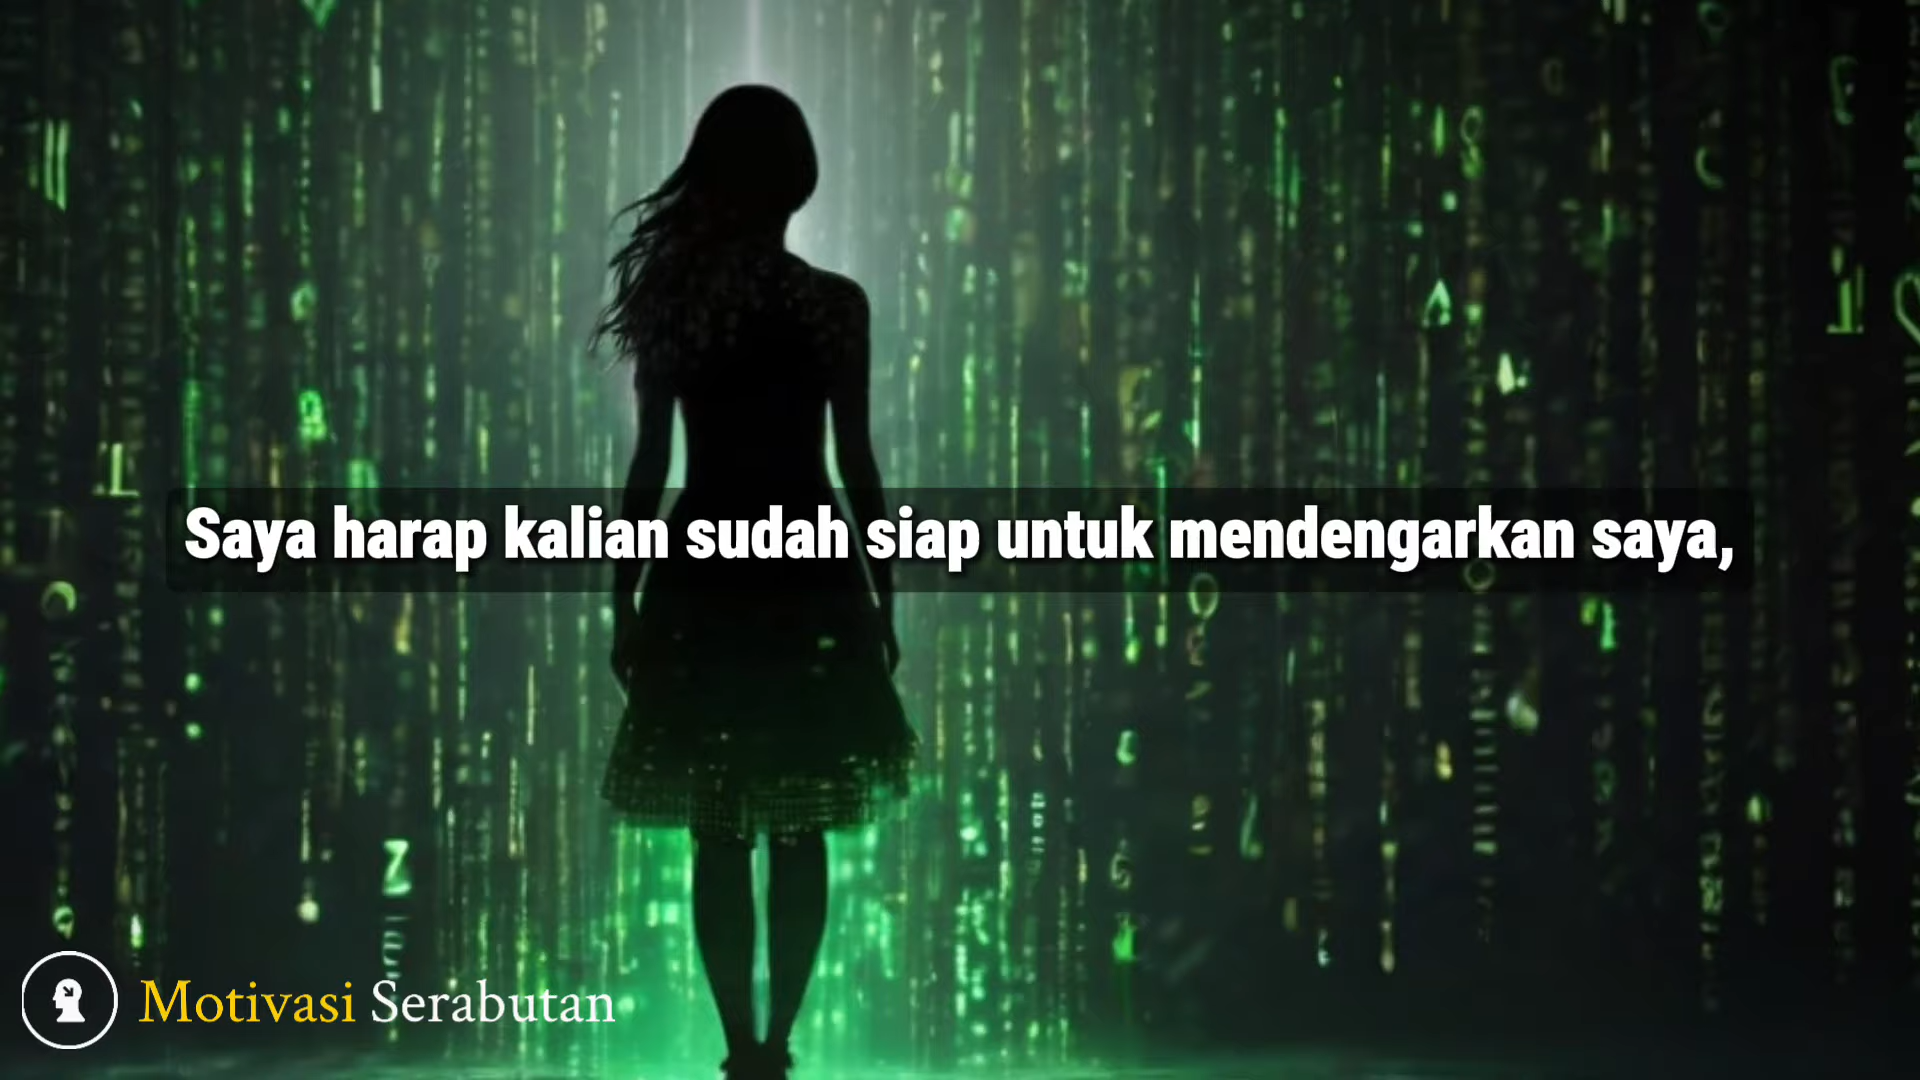 Saya harap kalian sudah siap untuk mendengarkan saya,
Motivasi Serabutan